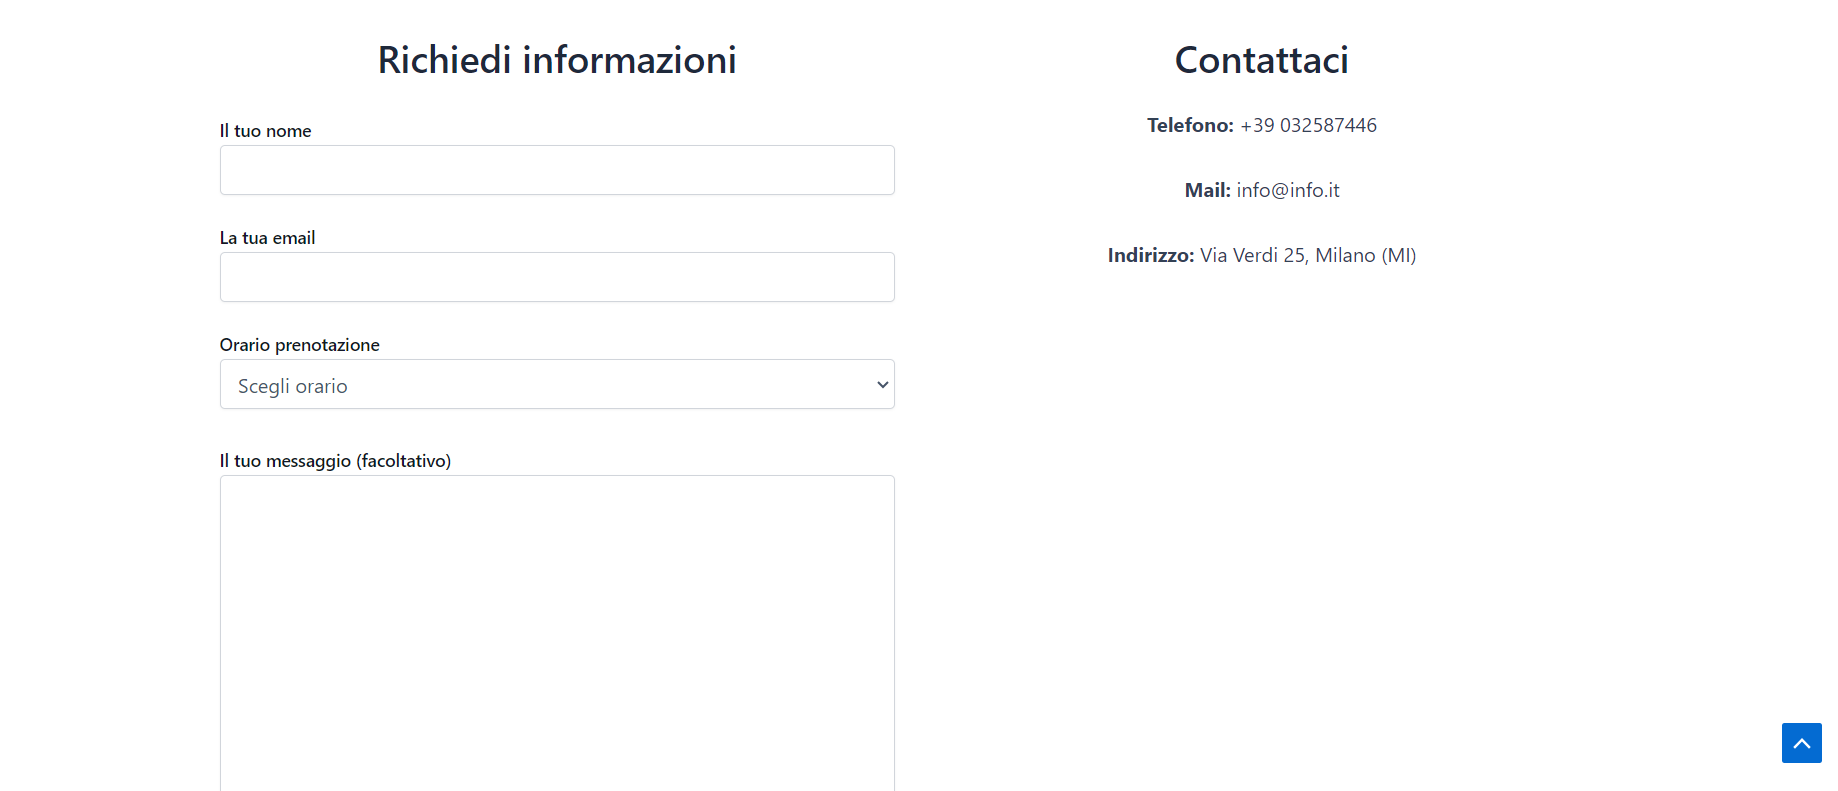 Richiedi informazioni
Il tuo nome
La tua email
Orario prenotazione
Scegli orario
Il tuo messaggio (facoltativo)
Contattaci
Telefono: +39 032587446
Mail: info@info.it
Indirizzo: Via Verdi 25, Milano (MI)